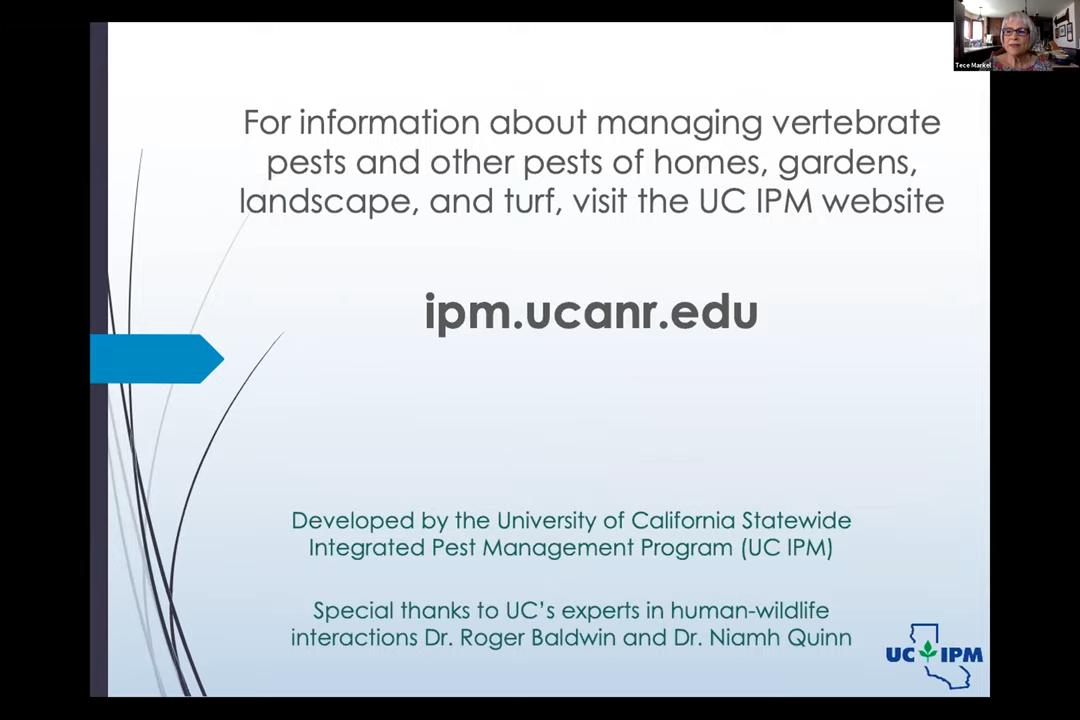 Tece Markel
For information about managing vertebrate
pests and other pests of homes, gardens,
landscape, and turf, visit the UC IPM website
ipm.ucanr.edu
Developed by the University of California Statewide
Integrated Pest Management Program (UC IPM)
Special thanks to UC's experts in human-wildlife
interactions Dr. Roger Baldwin and Dr. Niamh Quinn
UC IPM